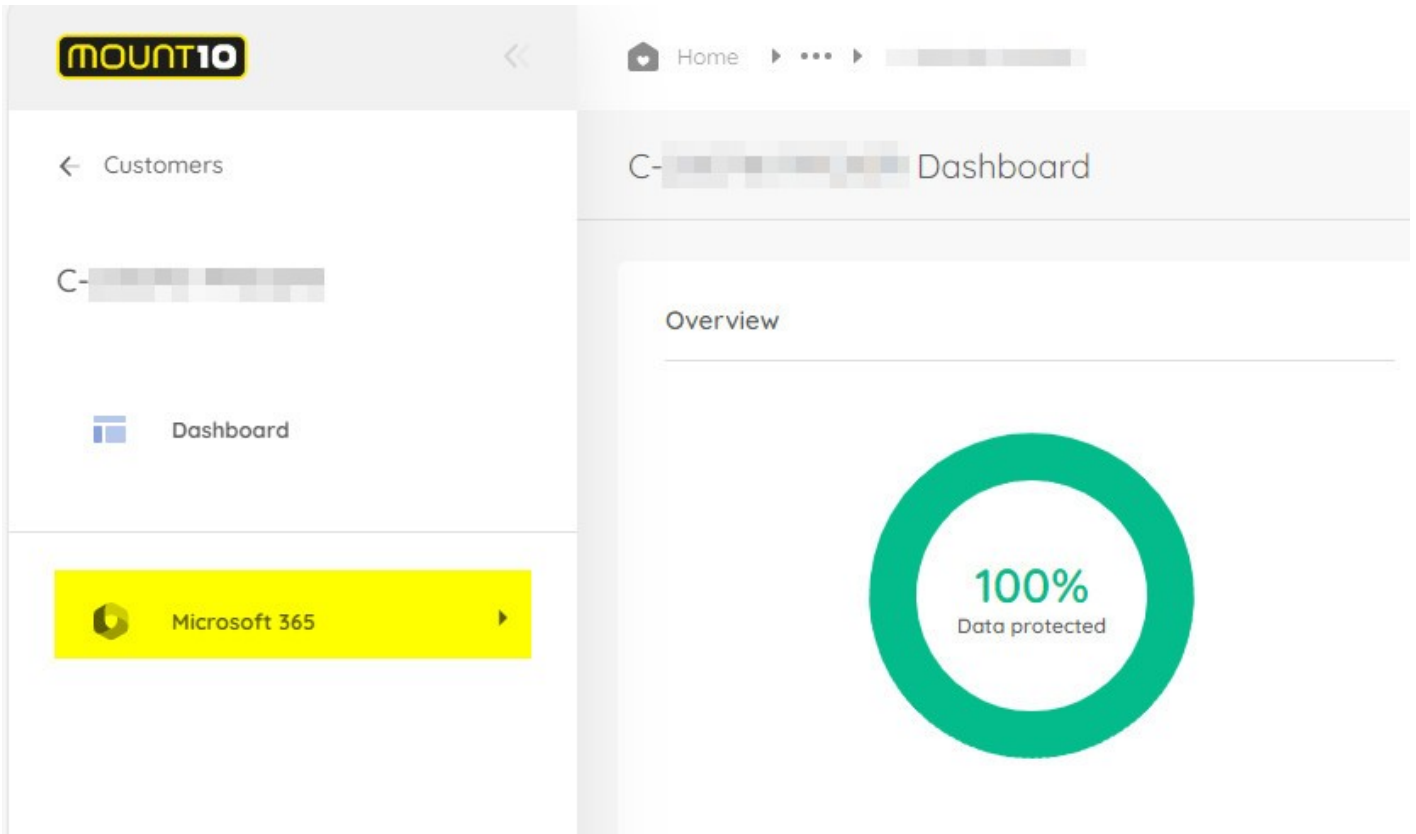 MOUNT10
Home
Customers
C- Dashboard
C-
Overview
Dashboard
100%
Data protected
Microsoft 365